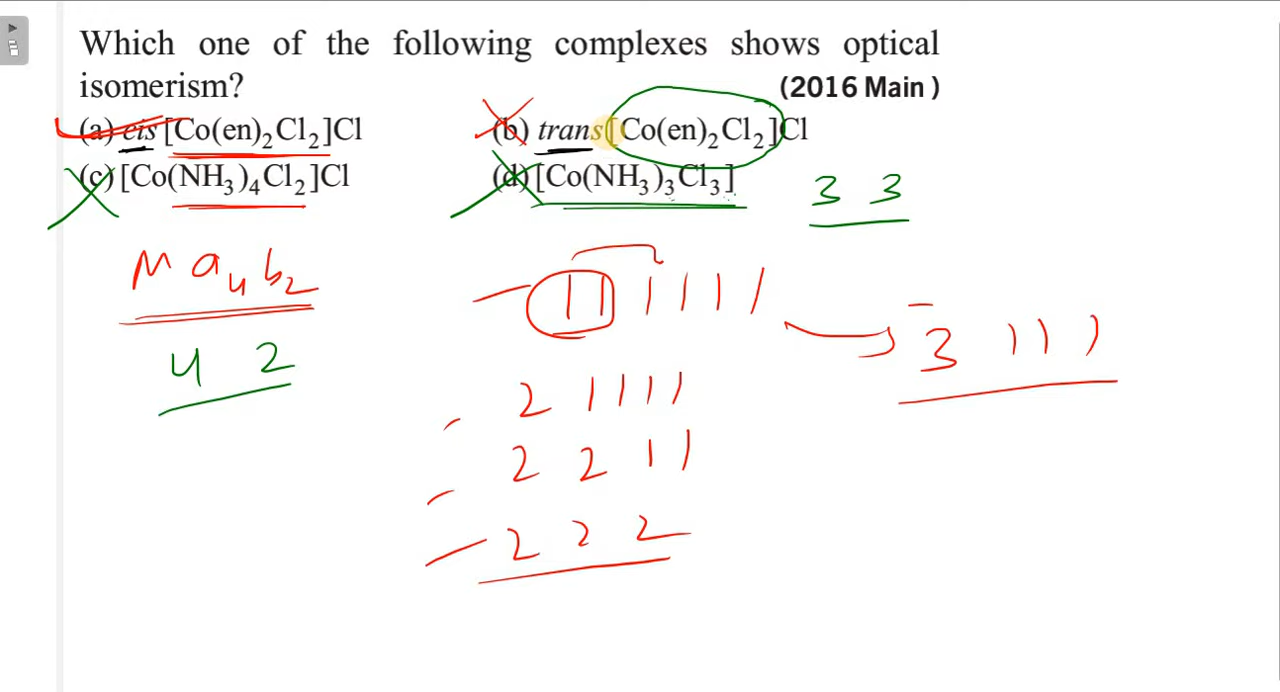 Which one of the following complexes shows optical
isomerism? (2016 Main )
(a) cis [Co(en)2Cl2]Cl (b) trans[Co(en)2Cl2]Cl
(c) [Co(NH3)4Cl2]Cl (d) [Co(NH3)3Cl3]
3 3
M a4 b2
4 2
1 1 1 1 1 1
3 1 1 1
2 1 1 1 1
2 2 1 1
2 2 2